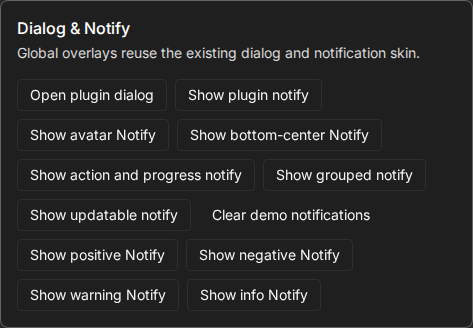 Dialog & Notify
Global overlays reuse the existing dialog and notification skin.
Open plugin dialog Show plugin notify
Show avatar Notify Show bottom-center Notify
Show action and progress notify Show grouped notify
Show updatable notify Clear demo notifications
Show positive Notify Show negative Notify
Show warning Notify Show info Notify